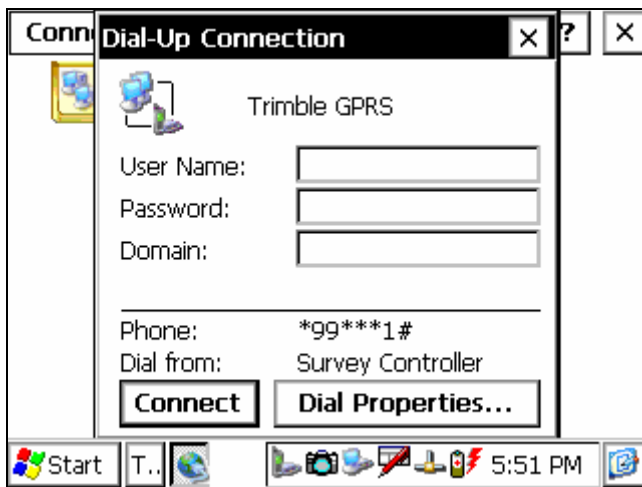 Conn
Dial-Up Connection
?
Trimble GPRS
User Name:
Password:
Domain:
Phone: *99***1#
Dial from: Survey Controller
Connect Dial Properties...
Start T.. 5:51 PM